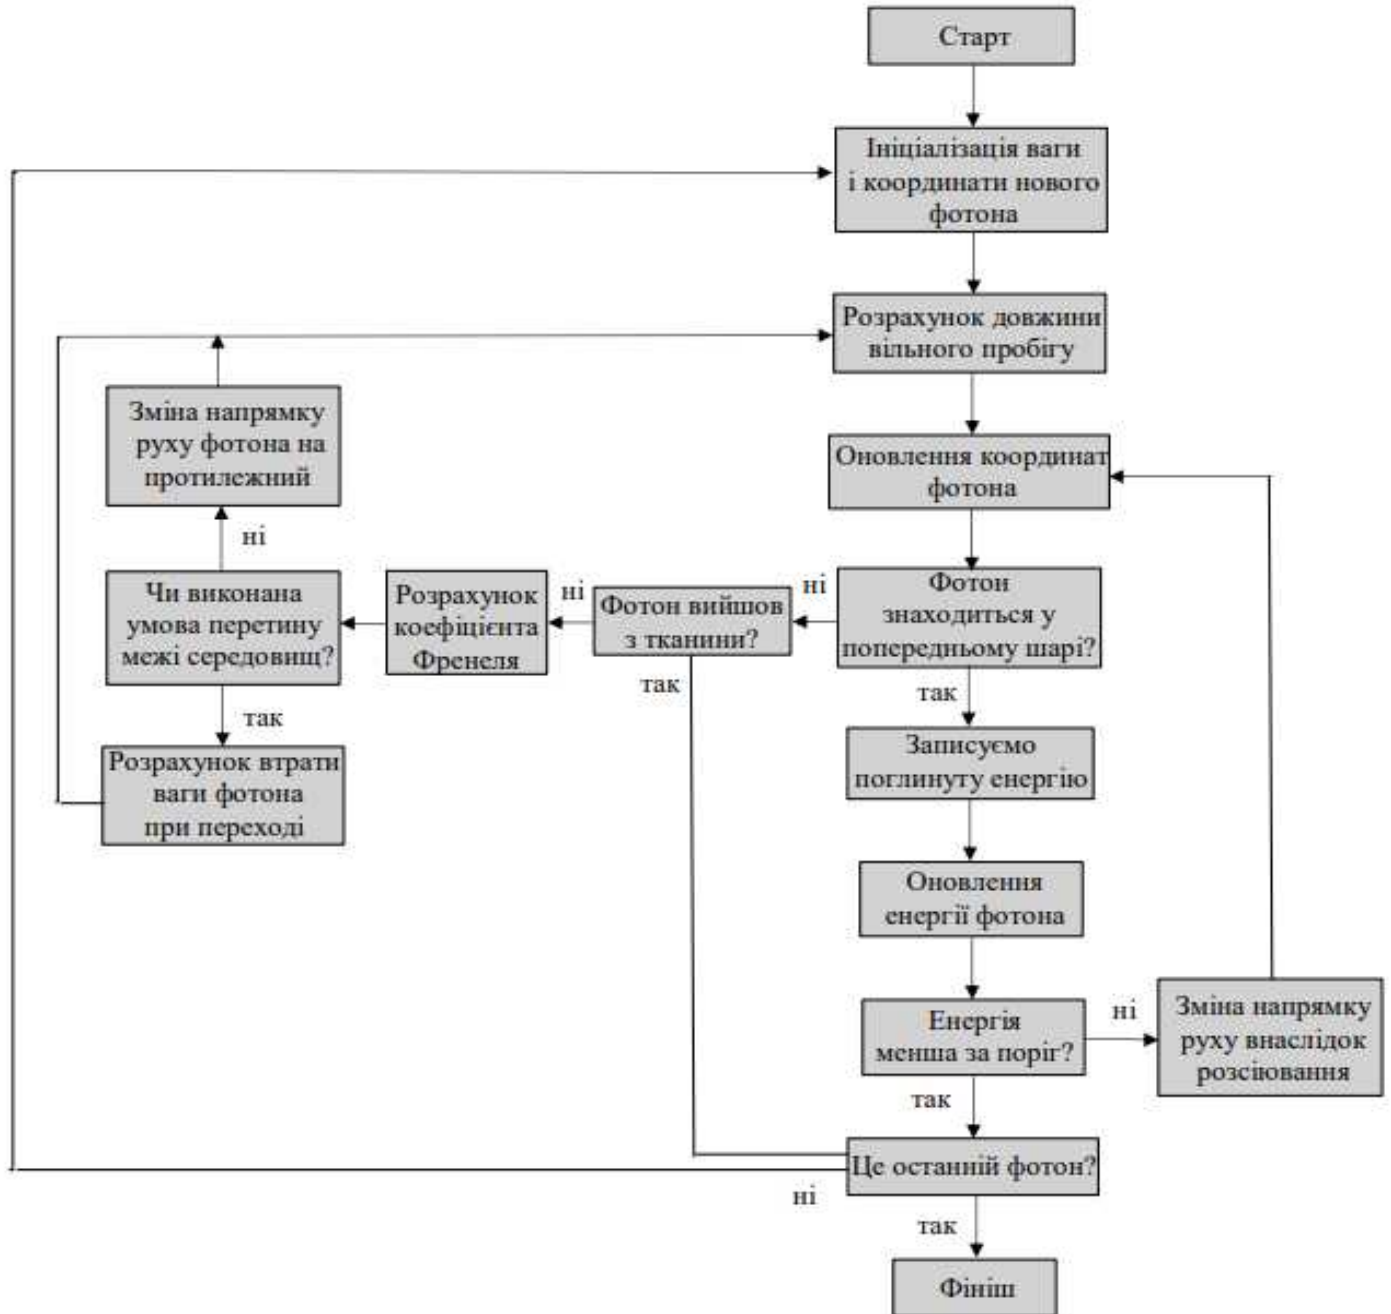 Старт
Ініціалізація ваги
і координати нового
фотона
Розрахунок довжини
вільного пробігу
Зміна напрямку
руху фотона на
протилежний
Оновлення координат
фотона
ні
Чи виконана
умова перетину
межі середовищ?
Розрахунок
коефіцієнта
Френеля
ні
Фотон вийшов
з тканини?
ні
Фотон
знаходиться у
попередньому шарі?
так
так
так
Розрахунок втрати
ваги фотона
при переході
Записуємо
поглинуту енергію
Оновлення
енергії фотона
Енергія
менша за поріг?
ні
Зміна напрямку
руху внаслідок
розсіювання
так
Це останній фотон?
ні
так
Фініш